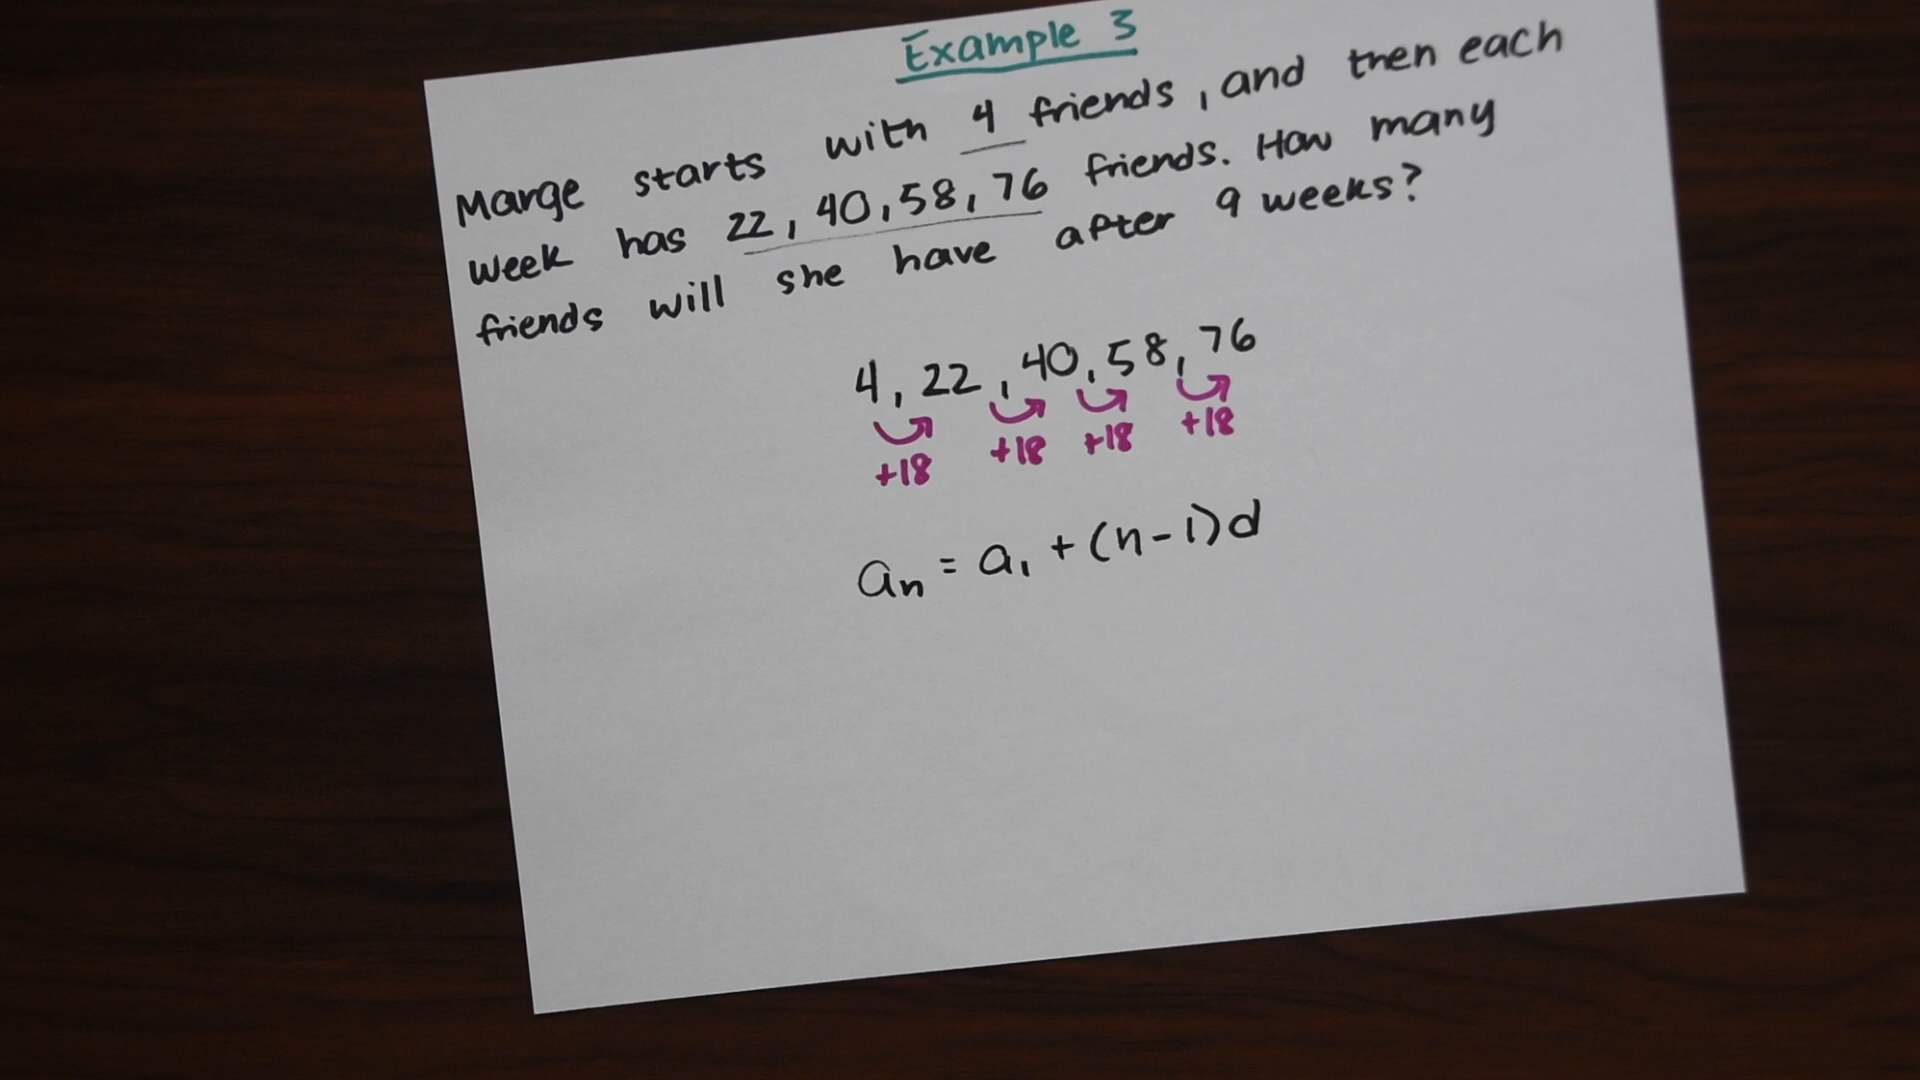 Example 3
Marge starts with 4 friends, and then each
week has 22, 40, 58, 76 friends. How many
friends will she have after 9 weeks?
4, 22, 40, 58, 76
+18 +18 +18 +18
aₙ = a₁ + (n-1)d